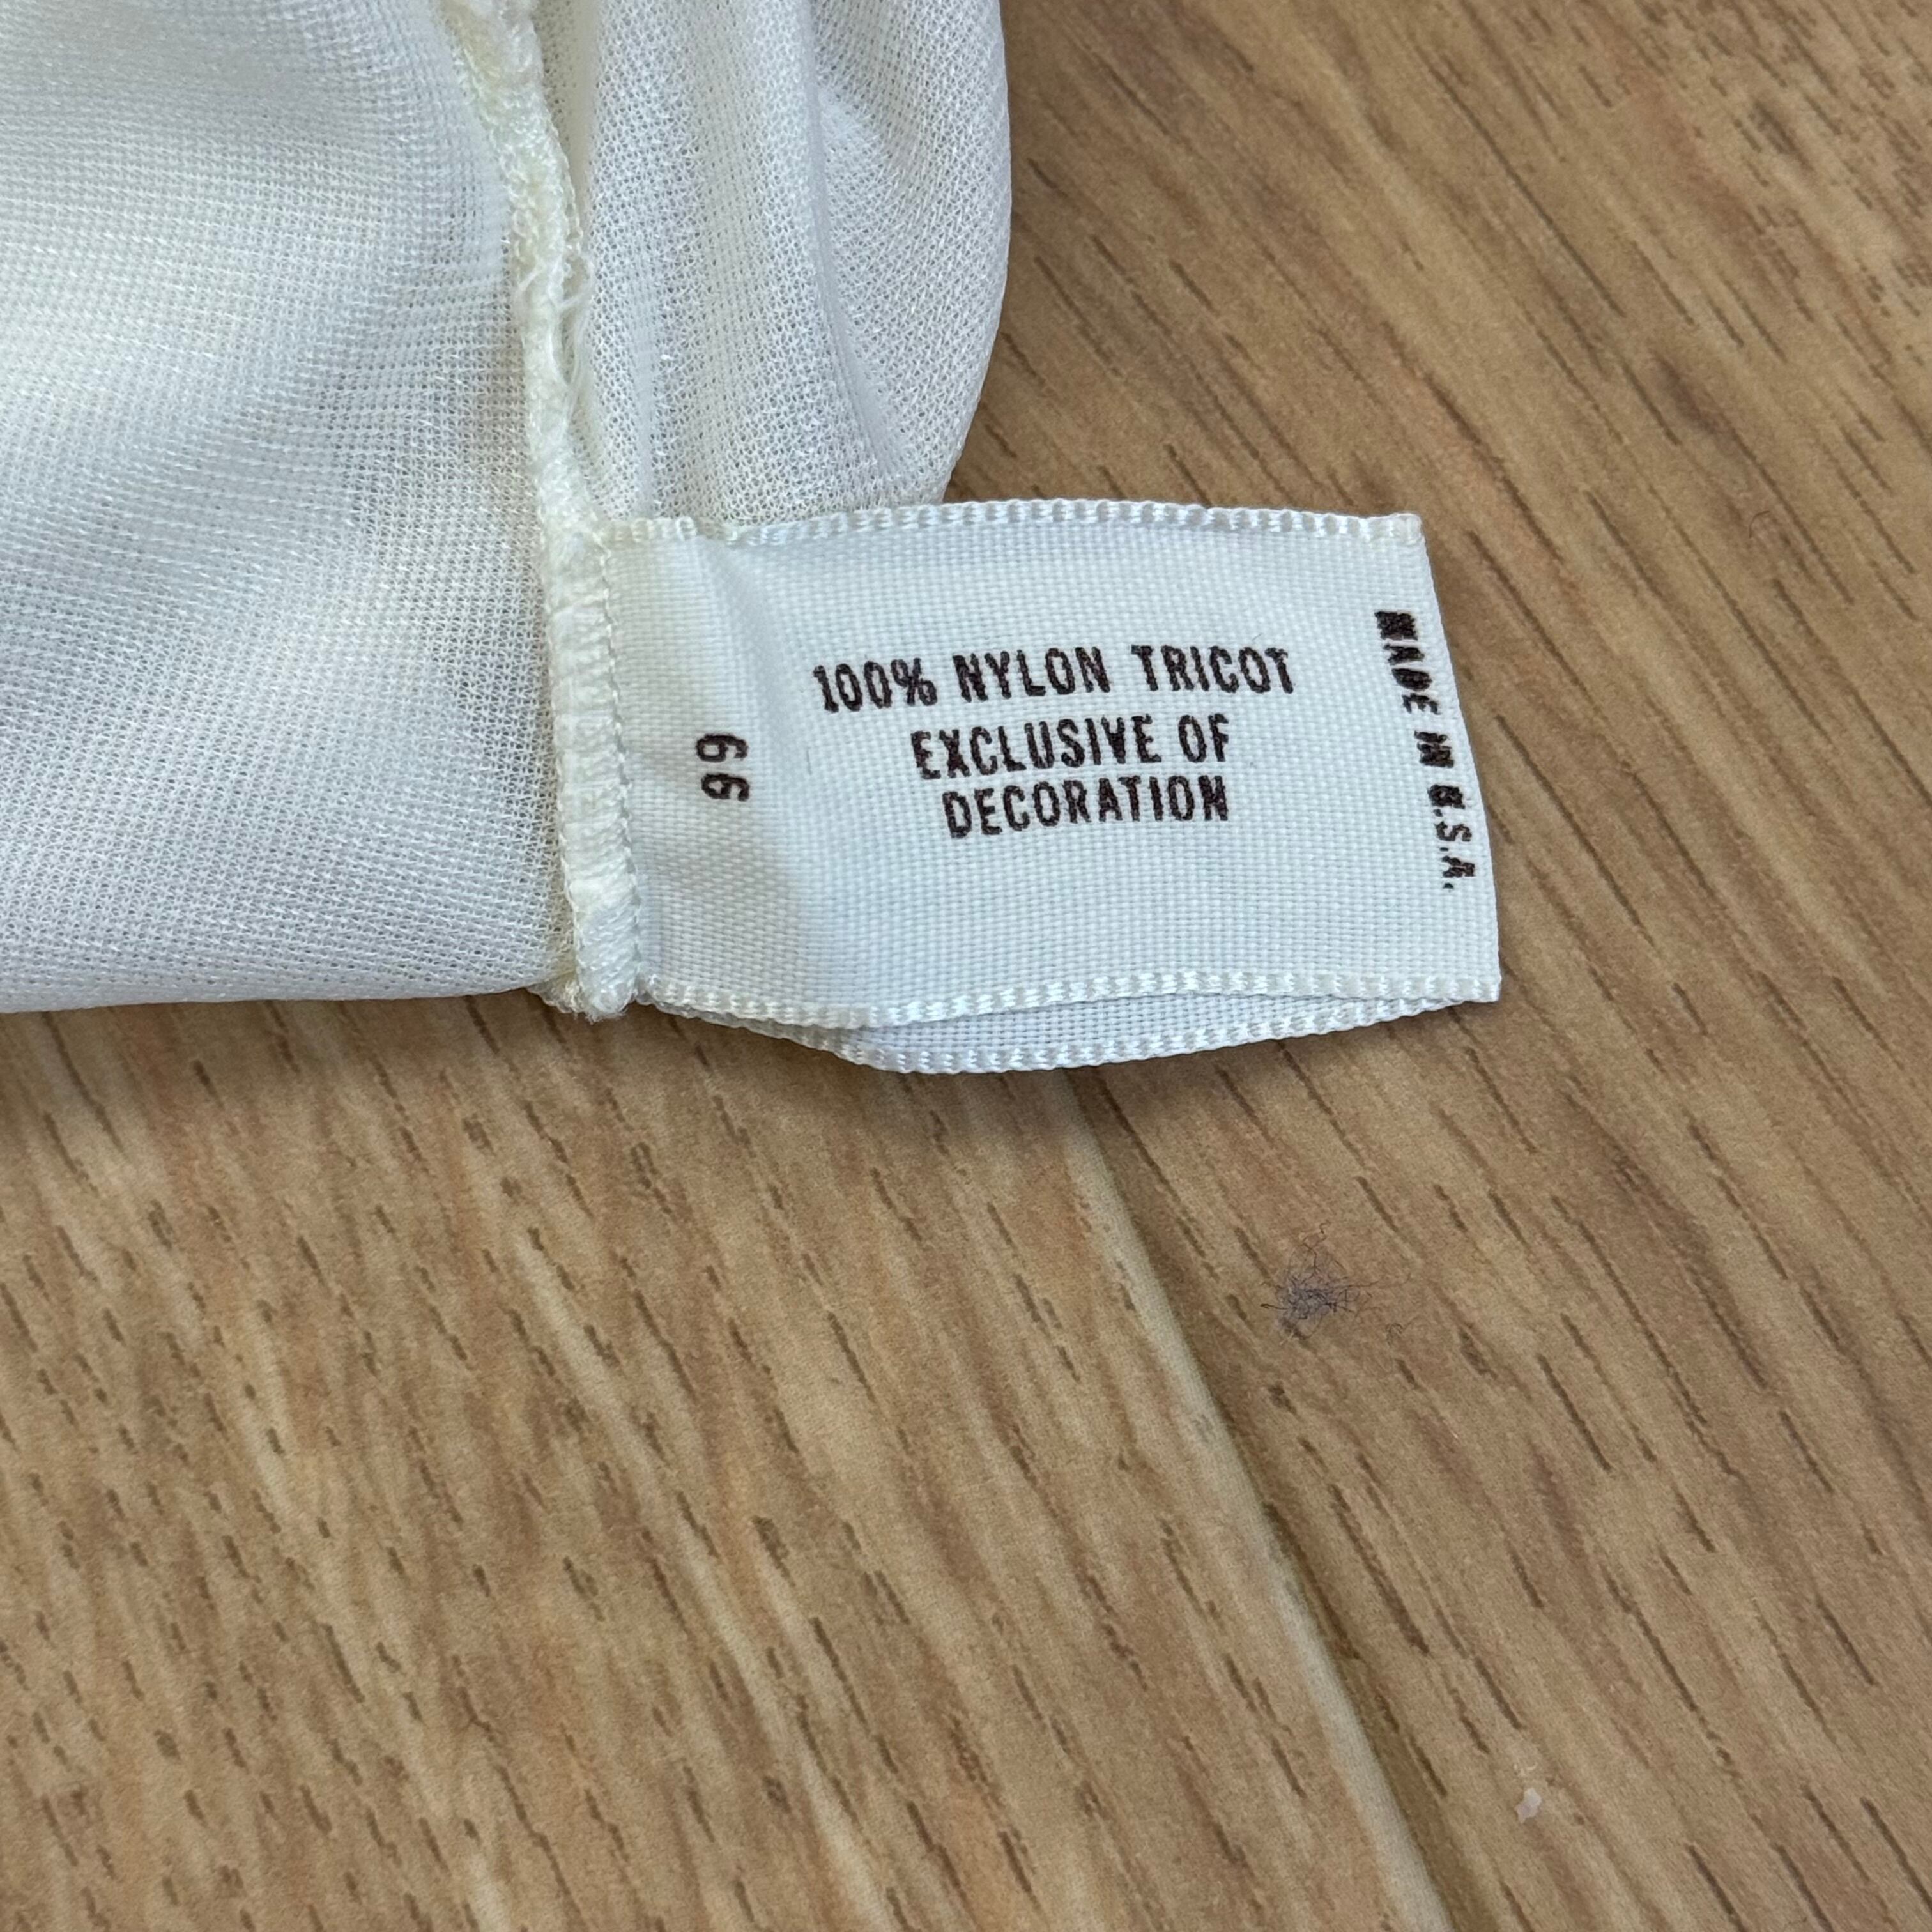 100% NYLON TRICOT
EXCLUSIVE OF
DECORATION
66
MADE IN U.S.A.